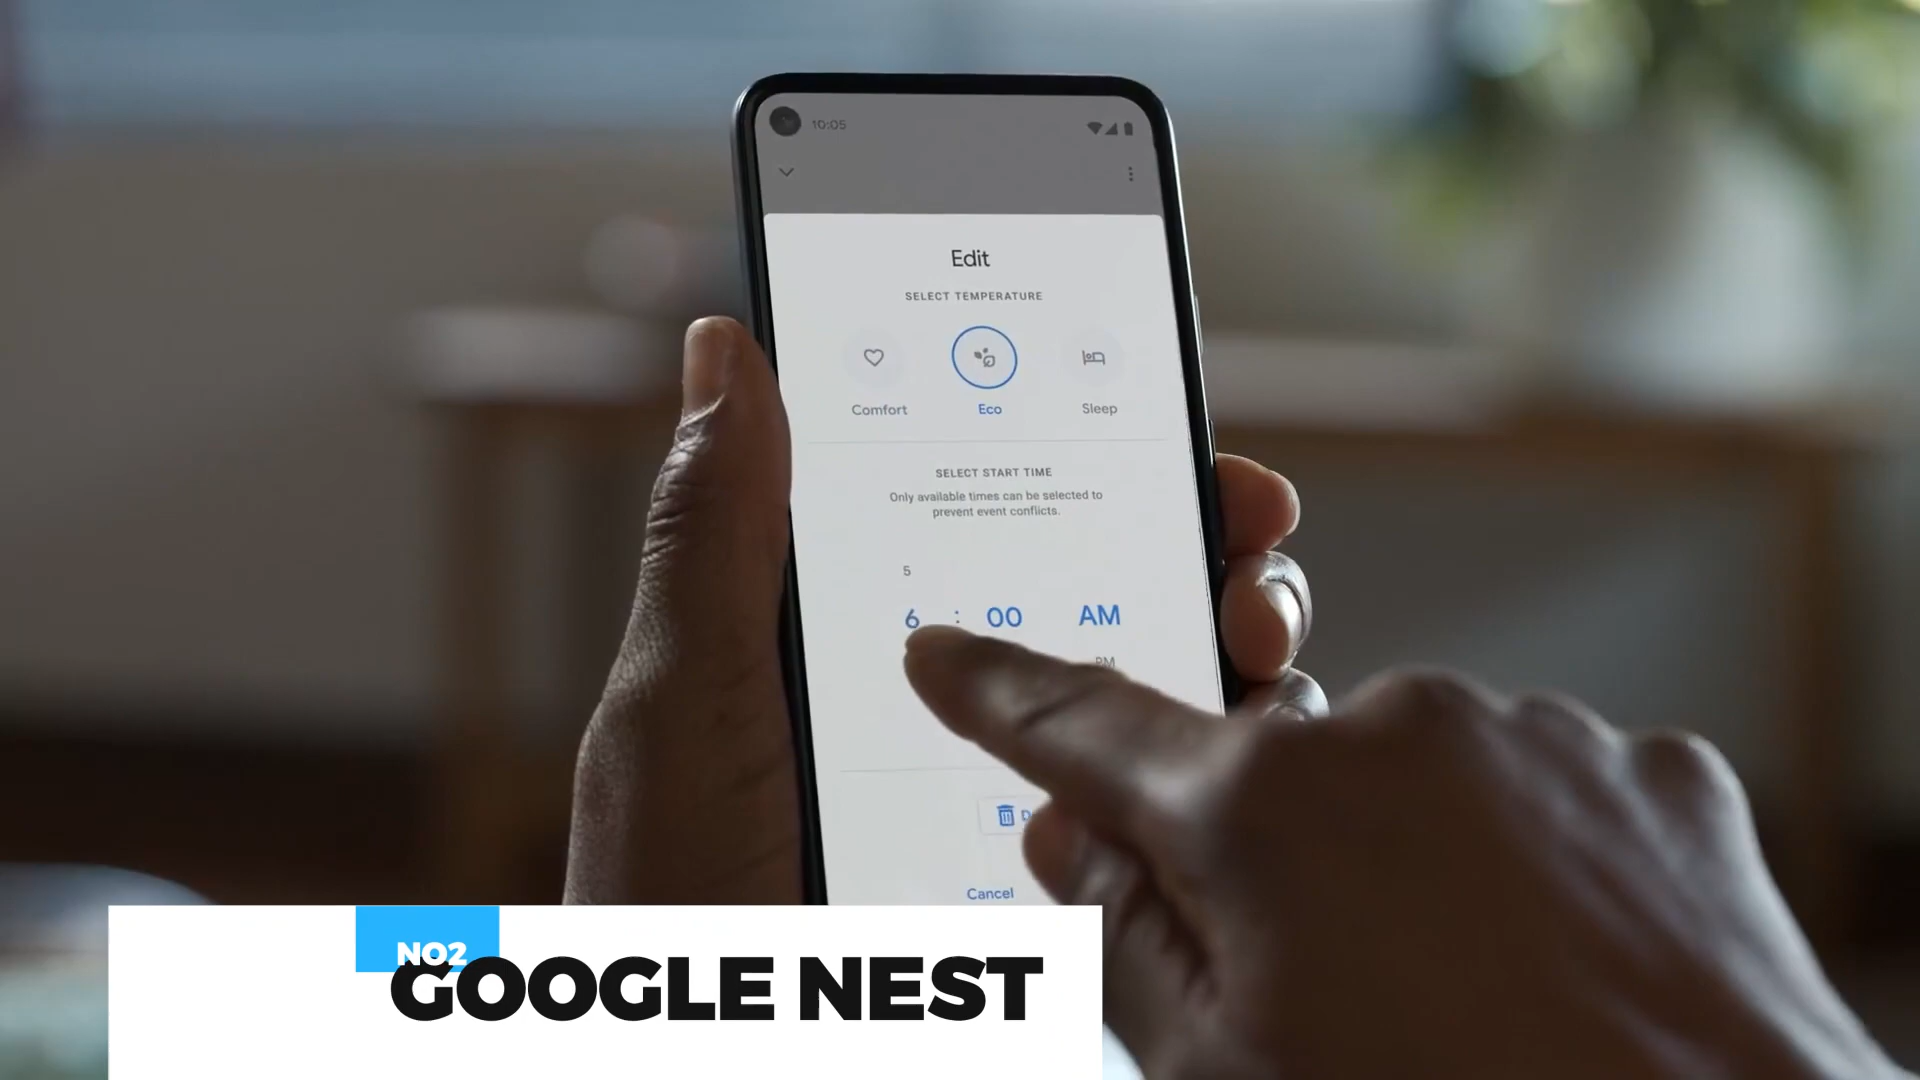 10:05
Edit
SELECT TEMPERATURE
Comfort
Eco
Sleep
SELECT START TIME
Only available times can be selected to
prevent event conflicts.
5
6 : 00 AM
PM
Cancel
NO2
GOOGLE NEST